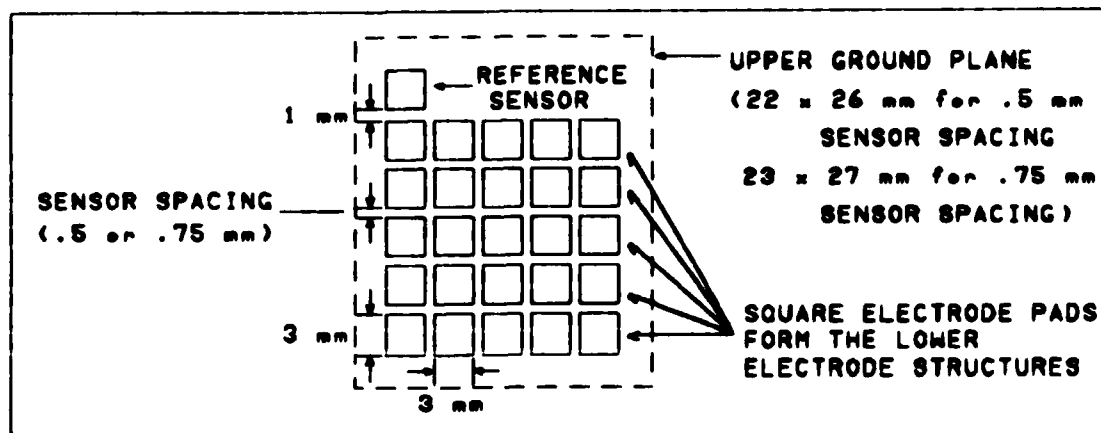 REFERENCE
SENSOR
1 mm
SENSOR SPACING
(.5 or .75 mm)
3 mm
3 mm
UPPER GROUND PLANE
(22 x 26 mm for .5 mm
SENSOR SPACING
23 x 27 mm for .75 mm
SENSOR SPACING)
SQUARE ELECTRODE PADS
FORM THE LOWER
ELECTRODE STRUCTURES